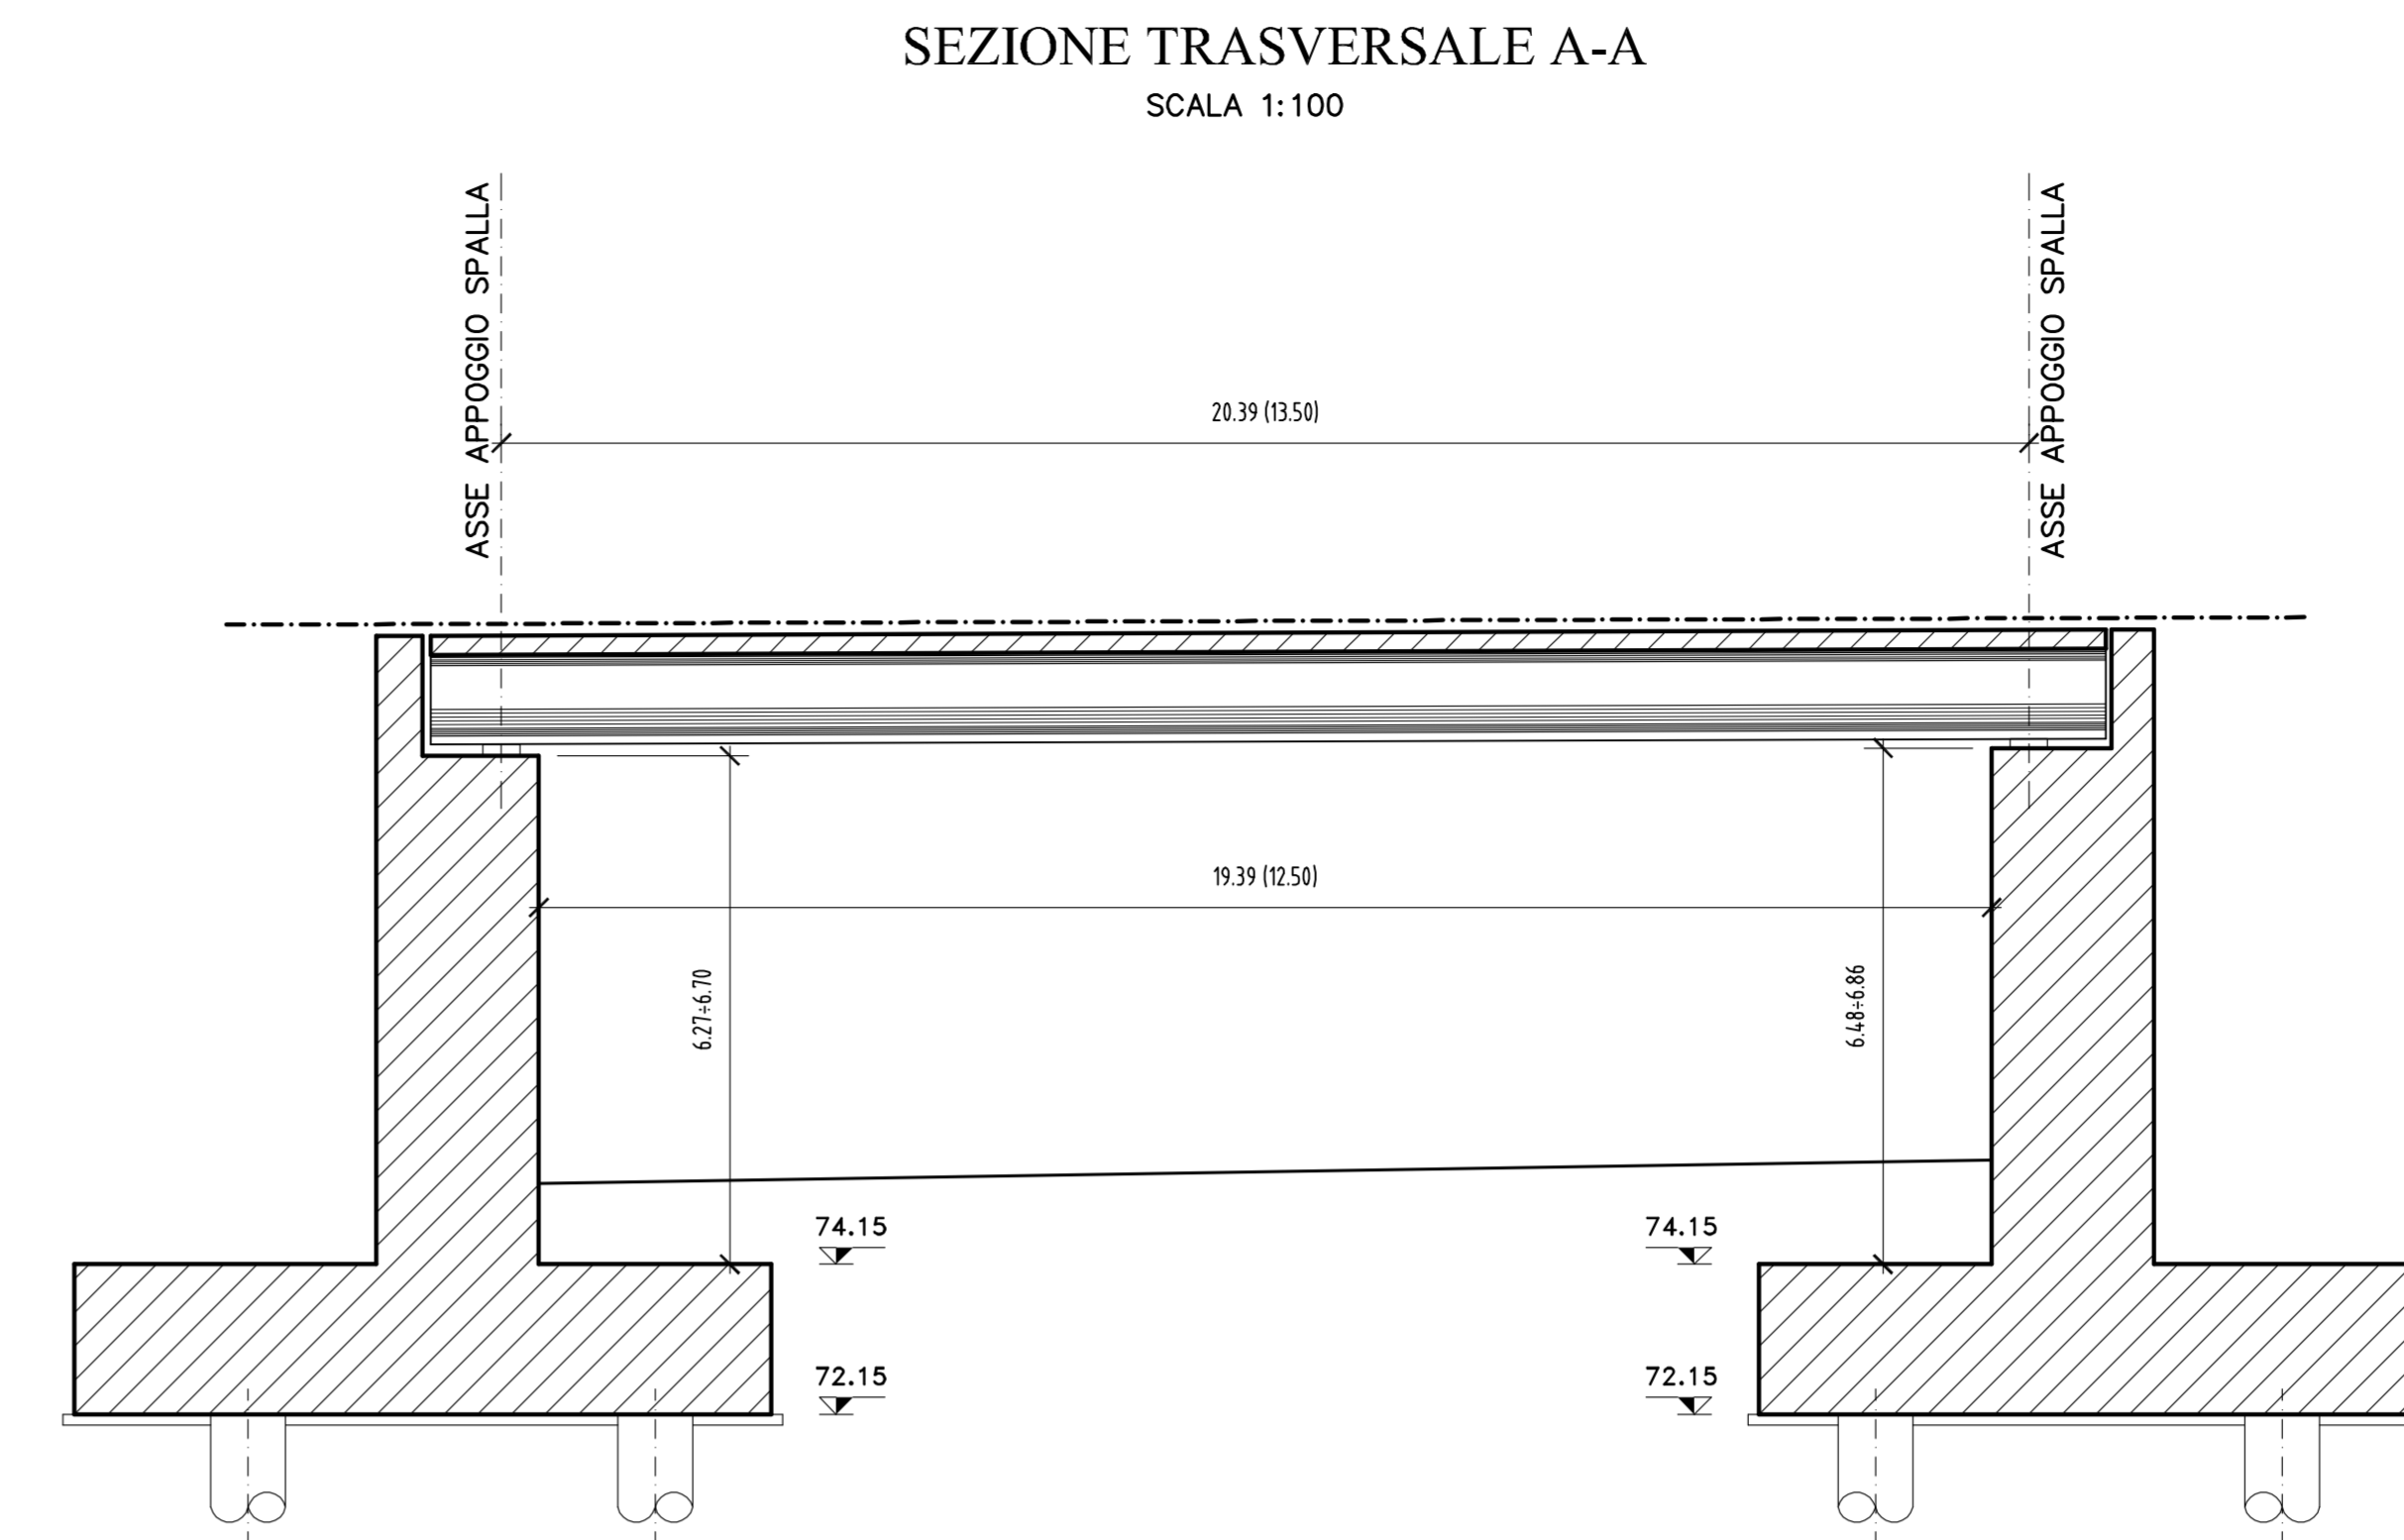 SEZIONE TRASVERSALE A-A
SCALA 1:100
ASSE APPOGGIO SPALLA
ASSE APPOGGIO SPALLA
20.39 (13.50)
19.39 (12.50)
6.27÷6.70
6.48÷6.86
74.15
74.15
72.15
72.15